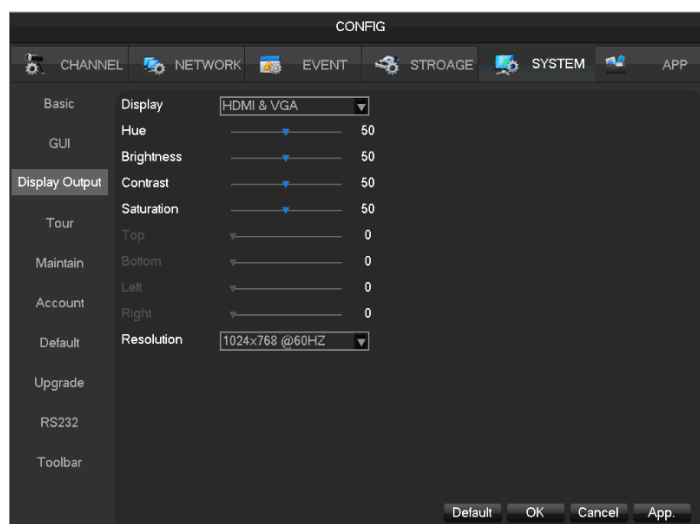 CONFIG
CHANNEL NETWORK EVENT STROAGE SYSTEM APP
Basic
GUI
Display Output
Tour
Maintain
Account
Default
Upgrade
RS232
Toolbar
Display HDMI & VGA
Hue 50
Brightness 50
Contrast 50
Saturation 50
Top 0
Bottom 0
Left 0
Right 0
Resolution 1024x768 @60HZ
Default OK Cancel App.